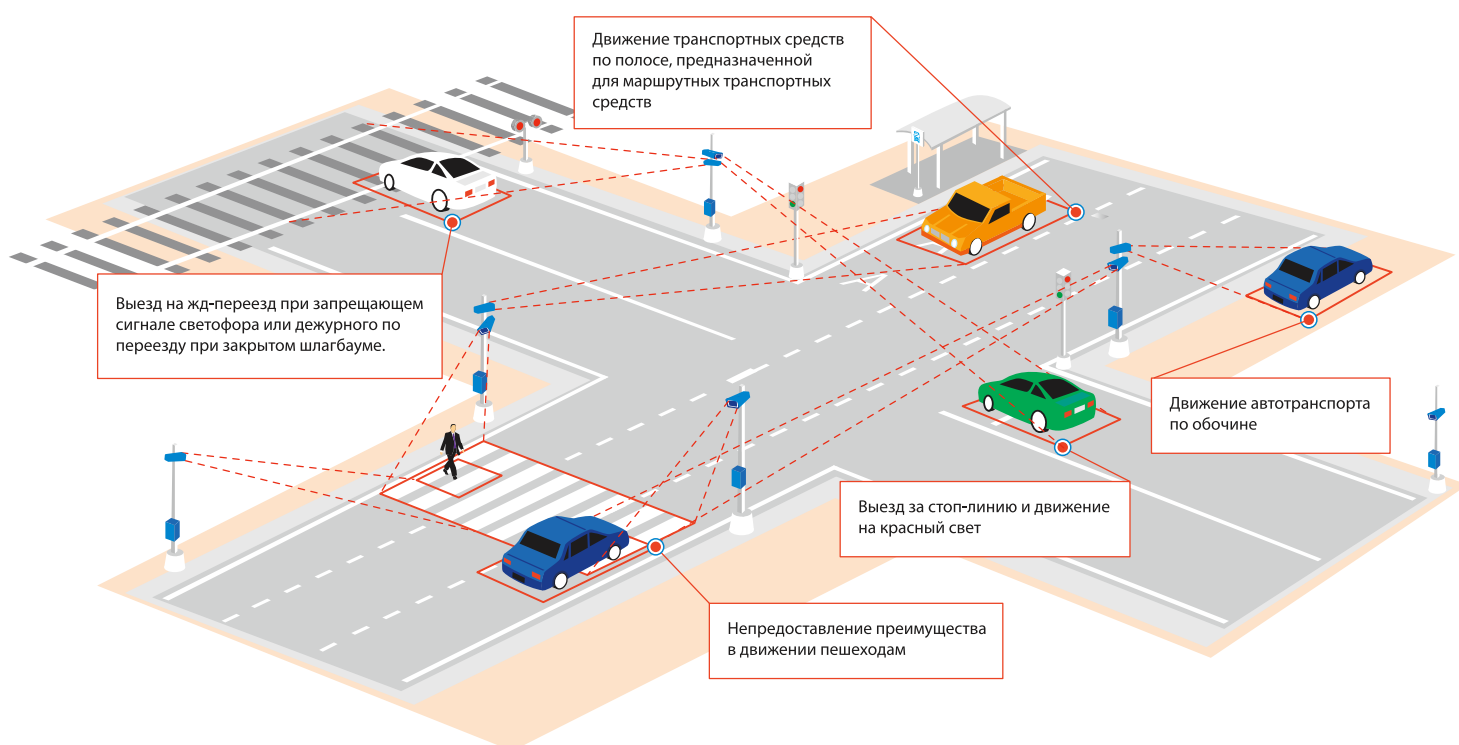 Движение транспортных средств
по полосе, предназначенной
для маршрутных транспортных
средств
Выезд на жд-переезд при запрещающем
сигнале светофора или дежурного по
переезду при закрытом шлагбауме.
Движение автотранспорта
по обочине
Выезд за стоп-линию и движение
на красный свет
Непредоставление преимущества
в движении пешеходам
А